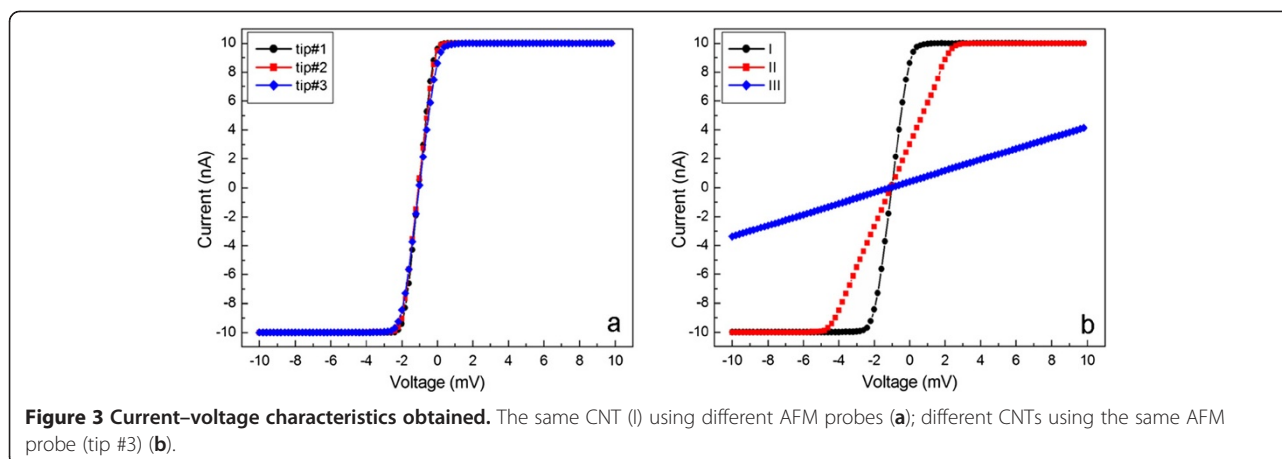 tip#1
tip#2
tip#3
10
8
6
4
2
0
-2
-4
-6
-8
-10
Current (nA)
-10 -8 -6 -4 -2 0 2 4 6 8 10
Voltage (mV)
a
I
II
III
10
8
6
4
2
0
-2
-4
-6
-8
-10
Current (nA)
-10 -8 -6 -4 -2 0 2 4 6 8 10
Voltage (mV)
b
Figure 3 Current–voltage characteristics obtained. The same CNT (I) using different AFM probes (a); different CNTs using the same AFM
probe (tip #3) (b).